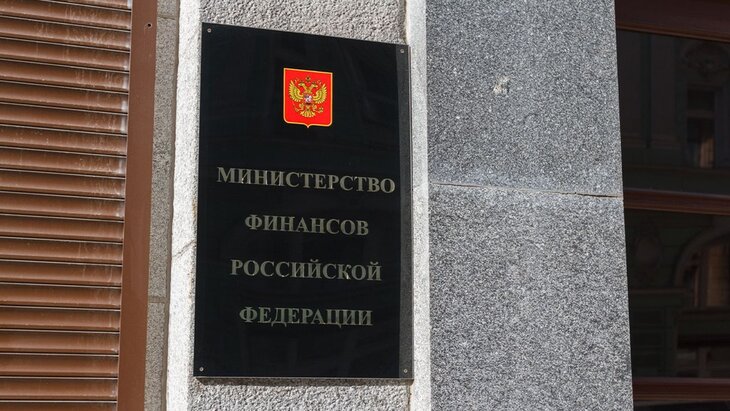 МИНИСТЕРСТВО
ФИНАНСОВ
РОССИЙСКОЙ
ФЕДЕРАЦИИ